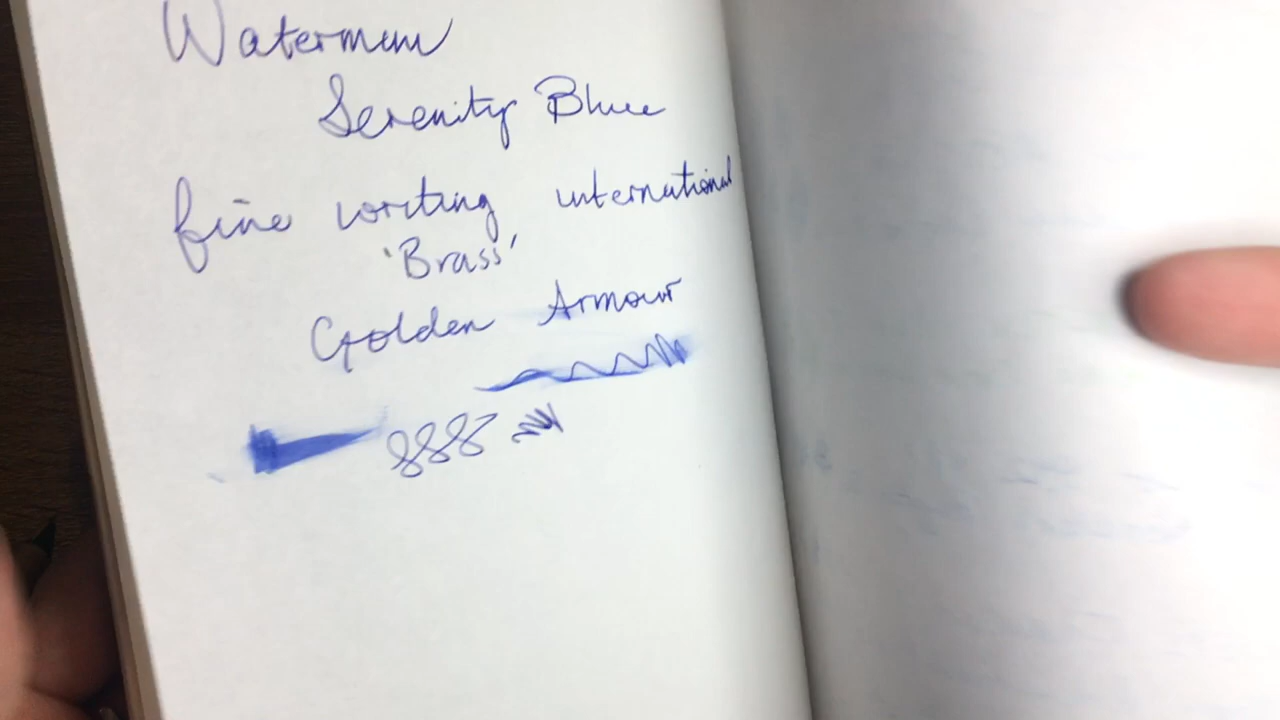 Waterman
Serenity Blue
fine writing international
'Brass'
Golden Armour
888